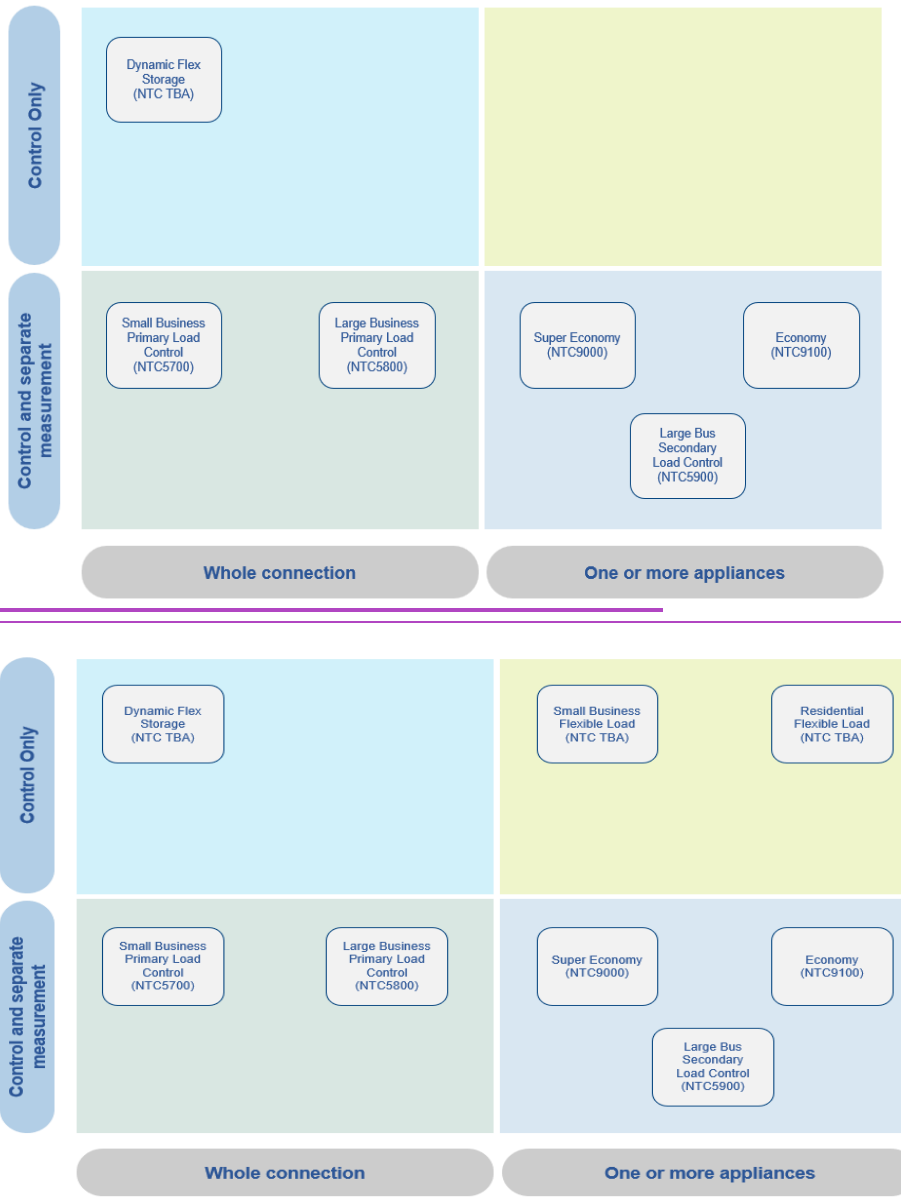 Control Only
Dynamic Flex
Storage
(NTC TBA)
Control and separate
measurement
Small Business
Primary Load
Control
(NTC5700)
Large Business
Primary Load
Control
(NTC5800)
Super Economy
(NTC9000)
Economy
(NTC9100)
Large Bus
Secondary
Load Control
(NTC5900)
Whole connection
One or more appliances
Control Only
Dynamic Flex
Storage
(NTC TBA)
Small Business
Flexible Load
(NTC TBA)
Residential
Flexible Load
(NTC TBA)
Control and separate
measurement
Small Business
Primary Load
Control
(NTC5700)
Large Business
Primary Load
Control
(NTC5800)
Super Economy
(NTC9000)
Economy
(NTC9100)
Large Bus
Secondary
Load Control
(NTC5900)
Whole connection
One or more appliances